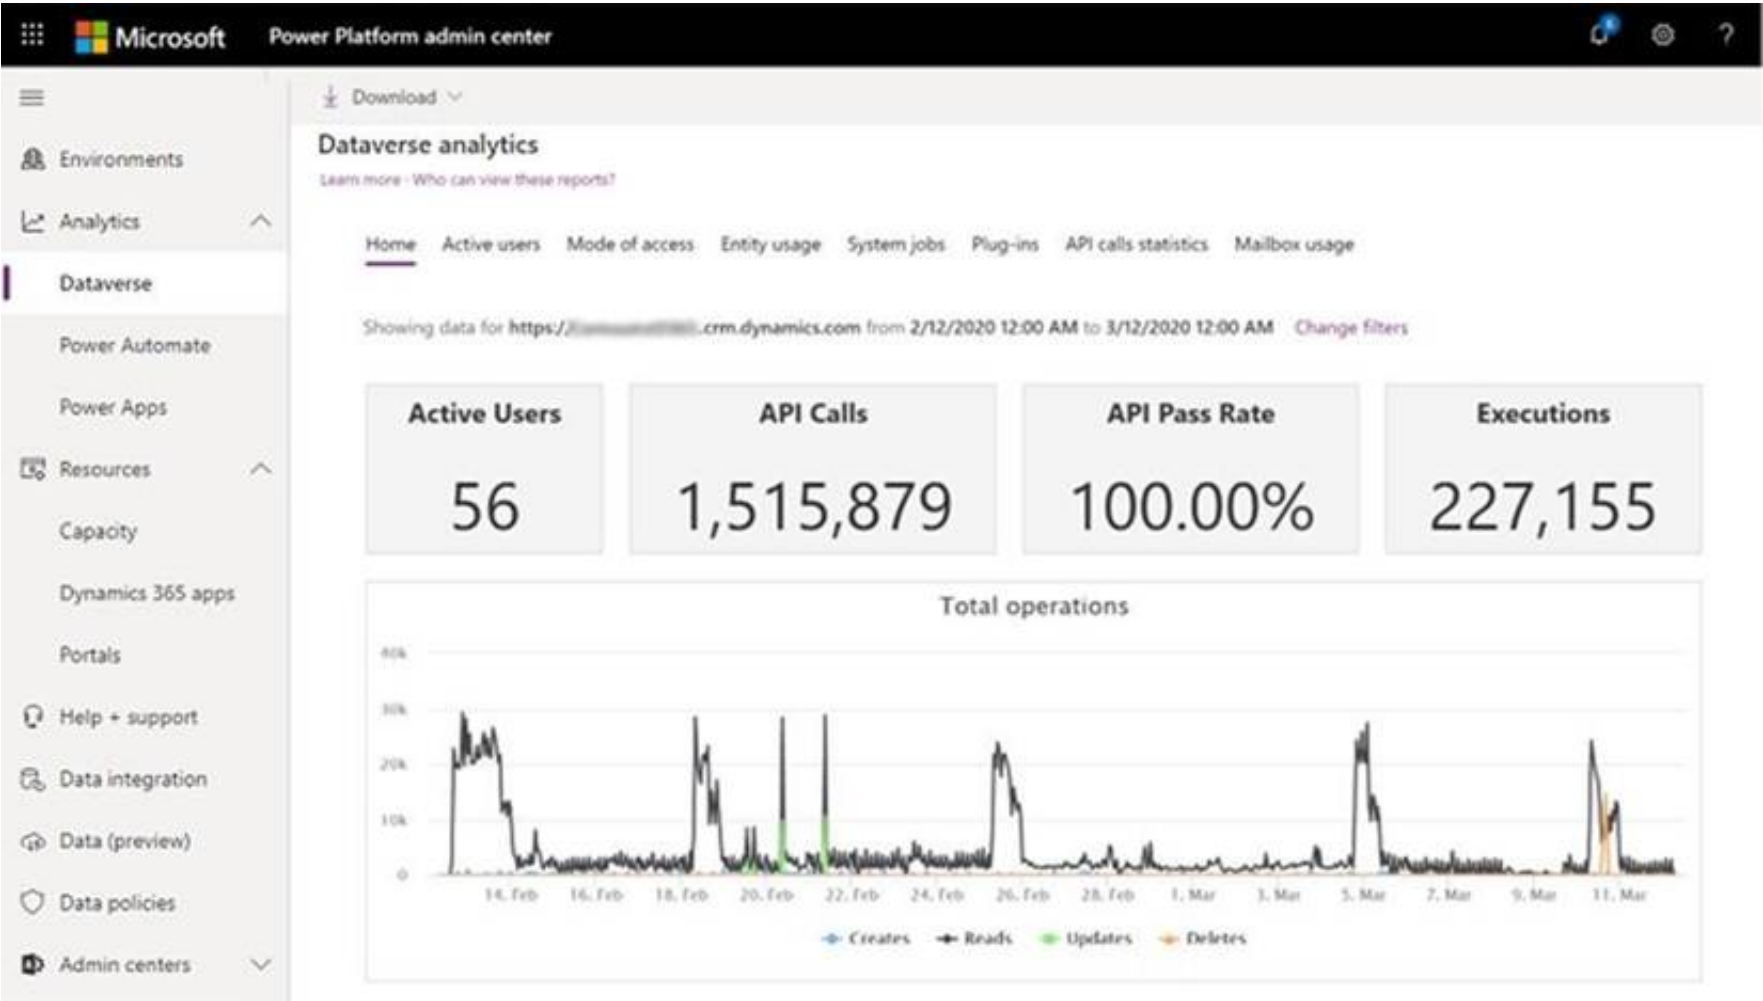 Microsoft Power Platform admin center
Download
Environments
Analytics
Dataverse
Power Automate
Power Apps
Resources
Capacity
Dynamics 365 apps
Portals
Help + support
Data integration
Data (preview)
Data policies
Admin centers
Dataverse analytics
Learn more · Who can view these reports?
Home Active users Mode of access Entity usage System jobs Plug-ins API calls statistics Mailbox usage
Showing data for https:/ .crm.dynamics.com from 2/12/2020 12:00 AM to 3/12/2020 12:00 AM Change filters
Active Users API Calls API Pass Rate Executions
56 1,515,879 100.00% 227,155
Total operations
40k
30k
20k
10k
0
14. Feb 16. Feb 18. Feb 20. Feb 22. Feb 24. Feb 26. Feb 28. Feb 1. Mar 3. Mar 5. Mar 7. Mar 9. Mar 11. Mar
Creates Reads Updates Deletes